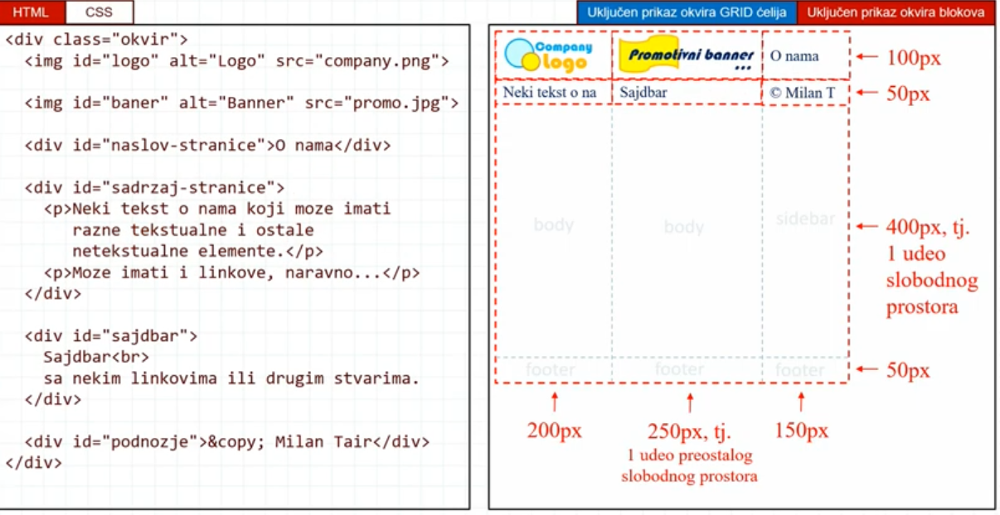 HTML
CSS
<div class="okvir">
<img id="logo" alt="Logo" src="company.png">
<img id="baner" alt="Banner" src="promo.jpg">
<div id="naslov-stranice">O nama</div>
<div id="sadrzaj-stranice">
<p>Neki tekst o nama koji moze imati
razne tekstualne i ostale
netekstualne elemente.</p>
<p>Moze imati i linkove, naravno...</p>
</div>
<div id="sajdbar">
Sajdbar<br>
sa nekim linkovima ili drugim stvarima.
</div>
<div id="podnozje">&copy; Milan Tair</div>
</div>
Uključen prikaz okvira GRID ćelija
Uključen prikaz okvira blokova
Company
Logo
Promotivni banner
...
O nama
100px
Neki tekst o na
Sajdbar
© Milan T
50px
body
body
sidebar
400px, tj.
1 udeo
slobodnog
prostora
footer
footer
footer
50px
200px
250px, tj.
1 udeo preostalog
slobodnog prostora
150px